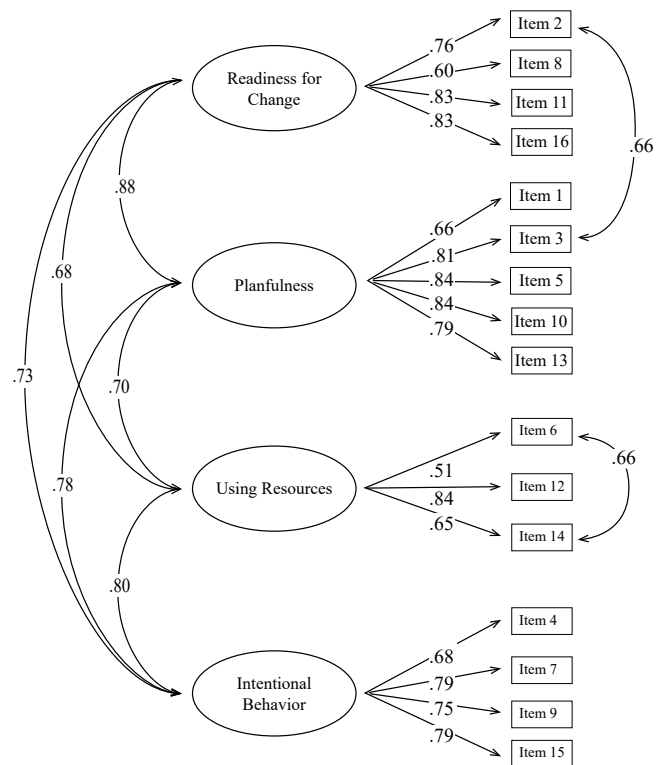 Item 2
.76
Item 8
.60
Readiness for
Change
Item 11
.83
Item 16
.83
.66
.88
Item 1
.66
Item 3
.81
Planfulness
Item 5
.84
Item 10
.84
Item 13
.79
.68
.73
.70
.78
Item 6
.51
Using Resources
Item 12
.84
Item 14
.65
.66
.80
Item 4
.68
Item 7
.79
Intentional
Behavior
Item 9
.75
Item 15
.79